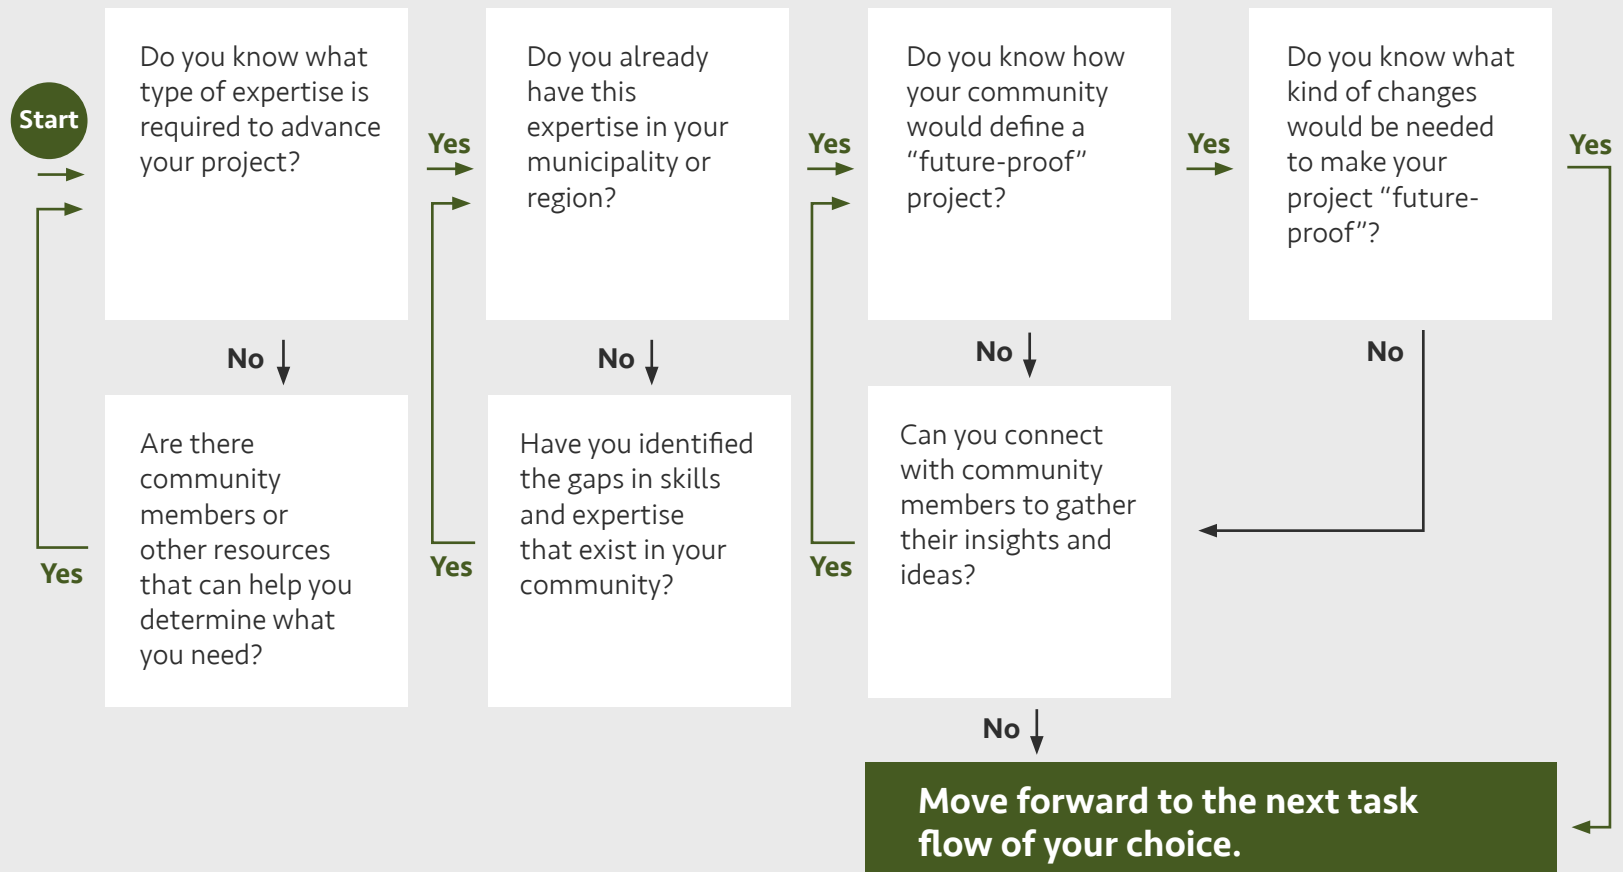 Start
Do you know what
type of expertise is
required to advance
your project?
Yes
Do you already
have this
expertise in your
municipality or
region?
Yes
Do you know how
your community
would define a
“future-proof”
project?
Yes
Do you know what
kind of changes
would be needed
to make your
project “future-
proof”?
Yes
No
No
No
No
Are there
community
members or
other resources
that can help you
determine what
you need?
Yes
Have you identified
the gaps in skills
and expertise
that exist in your
community?
Yes
Can you connect
with community
members to gather
their insights and
ideas?
Yes
No
Move forward to the next task
flow of your choice.